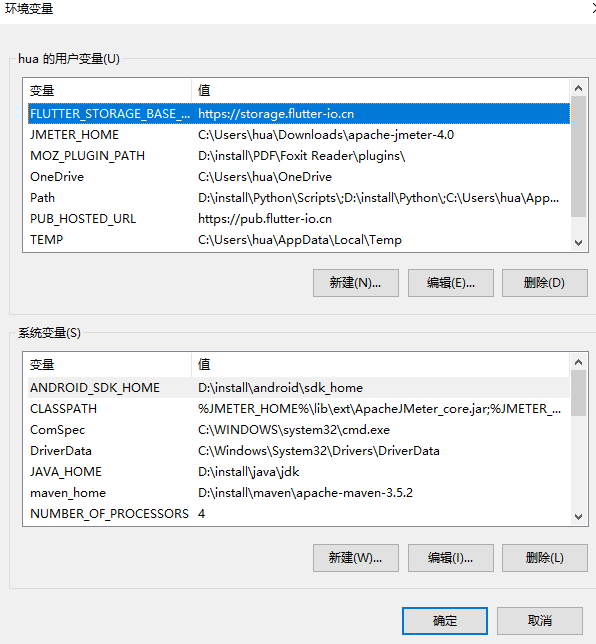 环境变量
hua 的用户变量(U)
变量 值
FLUTTER_STORAGE_BASE_... https://storage.flutter-io.cn
JMETER_HOME C:\Users\hua\Downloads\apache-jmeter-4.0
MOZ_PLUGIN_PATH D:\install\PDF\Foxit Reader\plugins\
OneDrive C:\Users\hua\OneDrive
Path D:\install\Python\Scripts\;D:\install\Python\;C:\Users\hua\App...
PUB_HOSTED_URL https://pub.flutter-io.cn
TEMP C:\Users\hua\AppData\Local\Temp
新建(N)... 编辑(E)... 删除(D)
系统变量(S)
变量 值
ANDROID_SDK_HOME D:\install\android\sdk_home
CLASSPATH %JMETER_HOME%\lib\ext\ApacheJMeter_core.jar;%JMETER_...
ComSpec C:\WINDOWS\system32\cmd.exe
DriverData C:\Windows\System32\Drivers\DriverData
JAVA_HOME D:\install\java\jdk
maven_home D:\install\maven\apache-maven-3.5.2
NUMBER_OF_PROCESSORS 4
新建(W)... 编辑(I)... 删除(L)
确定 取消